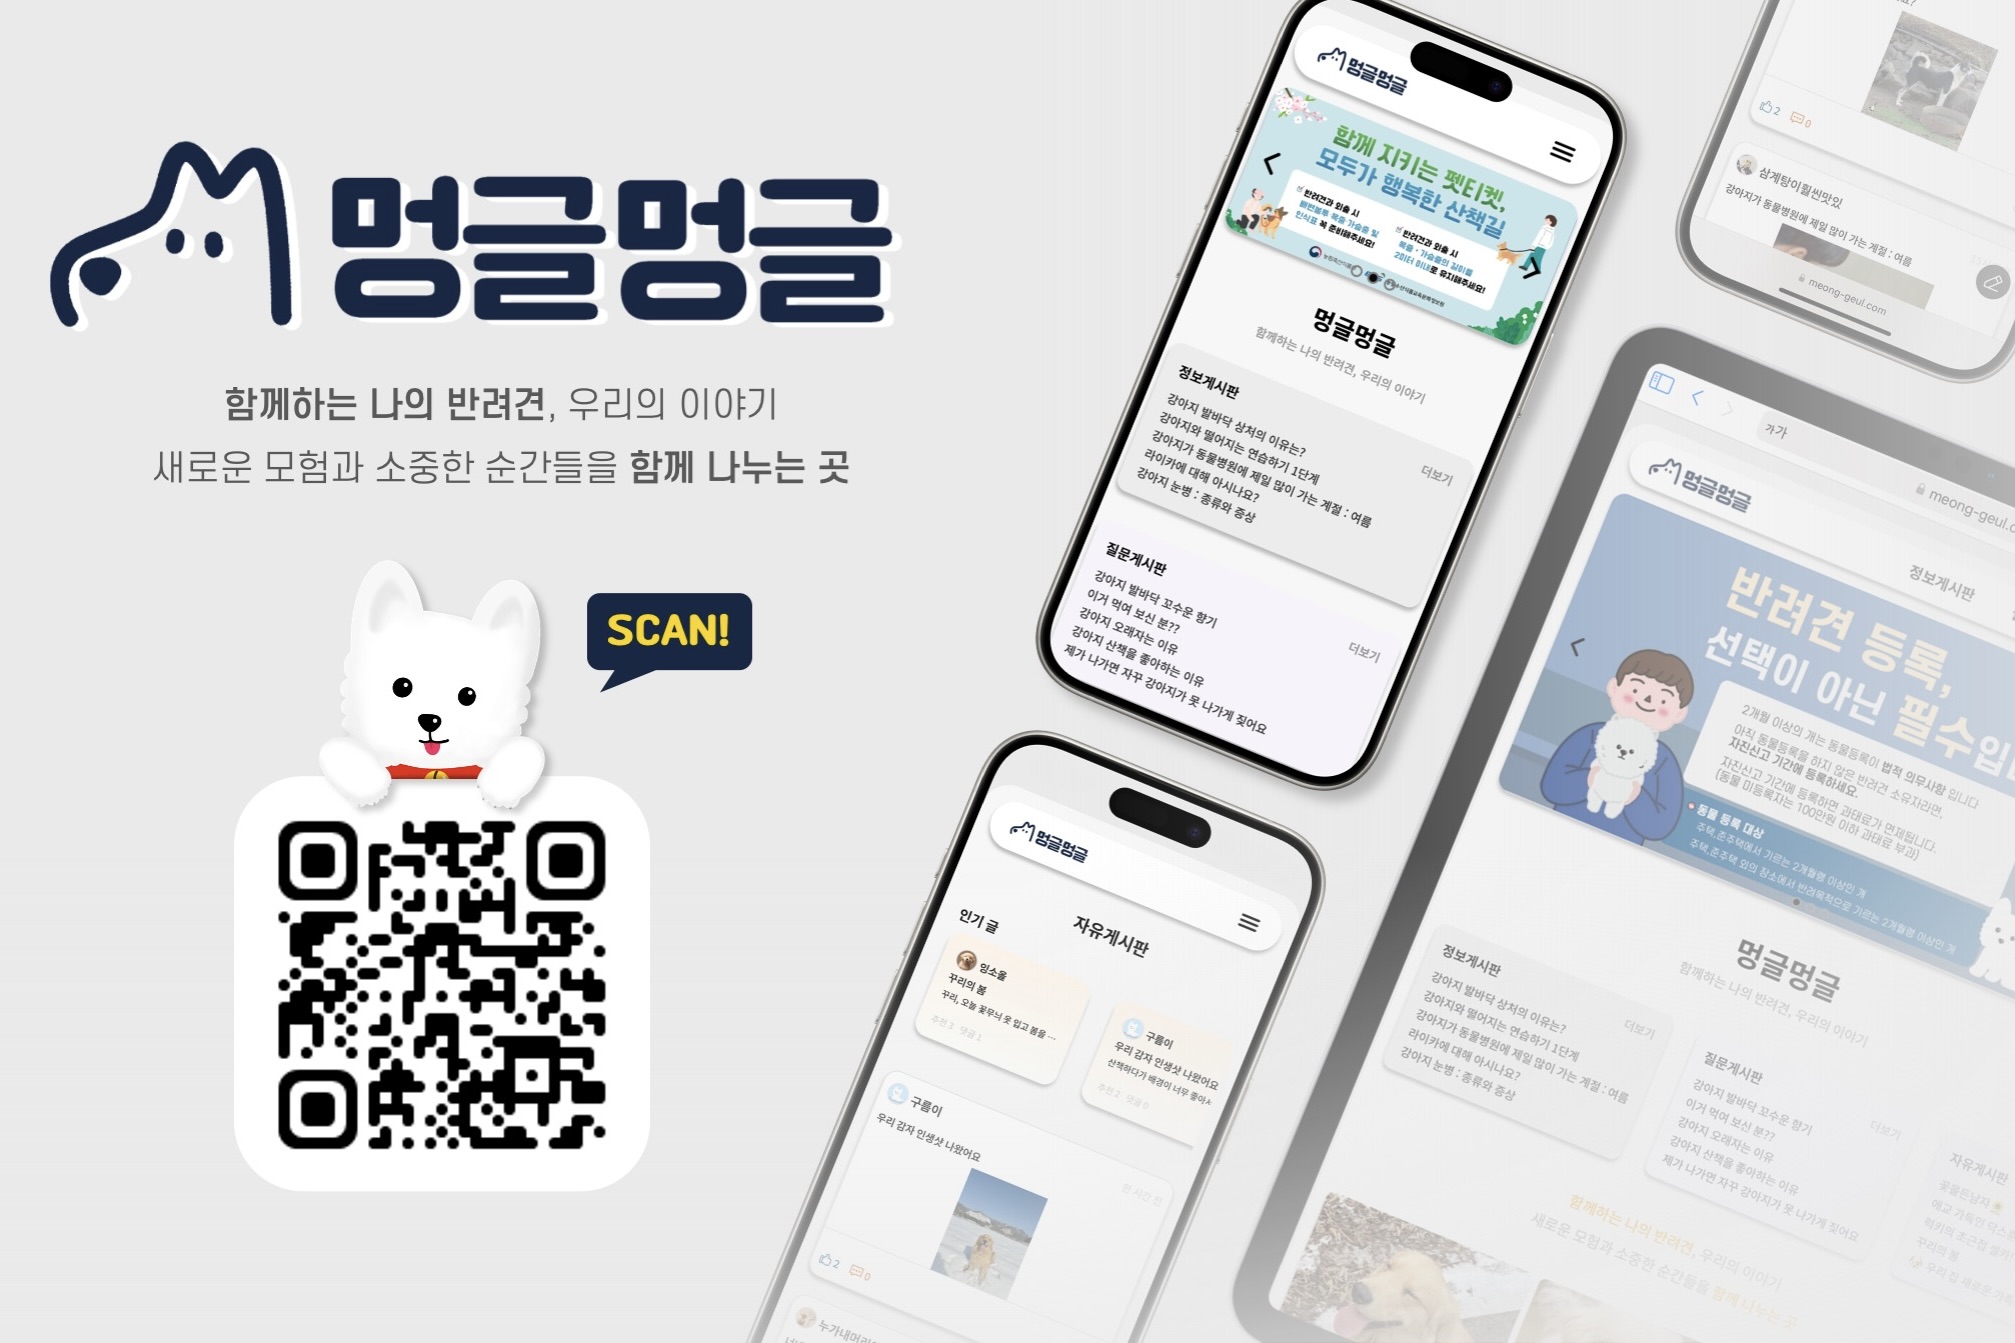 멍글멍글
함께하는 나의 반려견, 우리의 이야기
새로운 모험과 소중한 순간들을 함께 나누는 곳
SCAN!
멍글멍글
함께 지키는 펫티켓,
모두가 행복한 산책길
반려견과 외출 시
배변봉투 목줄·가슴줄 및
인식표 꼭 준비해주세요!
반려견과 외출 시
목줄·가슴줄의 길이를
2미터 이내로 유지해주세요!
멍글멍글
함께하는 나의 반려견, 우리의 이야기
정보게시판
더보기
강아지 발바닥 상처의 이유는?
강아지와 떨어지는 연습하기 1단계
강아지가 동물병원에 제일 많이 가는 계절 : 여름
라이카에 대해 아시나요?
강아지 눈병 : 종류와 증상
질문게시판
더보기
강아지 발바닥 꼬수운 향기
이거 먹여 보신 분??
강아지 오래자는 이유
강아지 산책을 좋아하는 이유
제가 나가면 자꾸 강아지가 못 나가게 짖어요
멍글멍글
인기 글
자유게시판
잉소울
꾸리의 봄
꾸리, 오늘 꽃무늬 옷 입고 봄을 ...
추천 3 댓글 1
구름이
우리 감자 인생샷 나왔어요
산책하다가 배경이 너무 좋아서
추천 2 댓글 0
구름이
우리 감자 인생샷 나왔어요
한 시간 전
2
0
2
0
삼계탕이훨씬맛있
강아지가 동물병원에 제일 많이 가는 계절 : 여름
meong-geul.com
가가
meong-geul.c
멍글멍글
정보게시판
반려견 등록,
선택이 아닌 필수입
2개월 이상의 개는 동물등록이 법적 의무사항 입니다
아직 동물등록을 하지 않은 반려견 소유자라면,
자진신고 기간에 등록하세요.
자진신고 기간에 등록하면 과태료가 면제됩니다.
(동물 미등록자는 100만원 이하 과태료 부과)
동물 등록 대상
주택,준주택에서 기르는 2개월령 이상인 개
주택,준주택 외의 장소에서 반려목적으로 기르는 2개월령 이상인 개
멍글멍글
함께하는 나의 반려견, 우리의 이야기
정보게시판
더보기
강아지 발바닥 상처의 이유는?
강아지와 떨어지는 연습하기 1단계
강아지가 동물병원에 제일 많이 가는 계절 : 여름
라이카에 대해 아시나요?
강아지 눈병 : 종류와 증상
질문게시판
더보기
강아지 발바닥 꼬수운 향기
이거 먹여 보신 분??
강아지 오래자는 이유
강아지 산책을 좋아하는 이유
제가 나가면 자꾸 강아지가 못 나가게 짖어요
자유게시판
꾸리의 봄
함께하는 나의 반려견, 우리의 이야기
새로운 모험과 소중한 순간들을 함께 나누는 곳